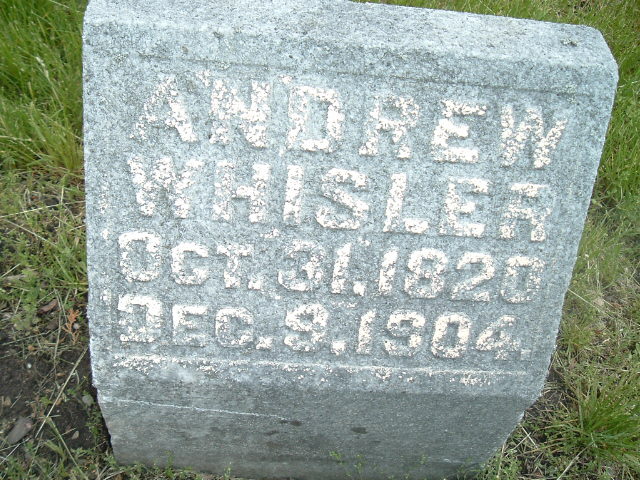 ANDREW
WHISLER
OCT. 31, 1820
DEC. 9, 1904.